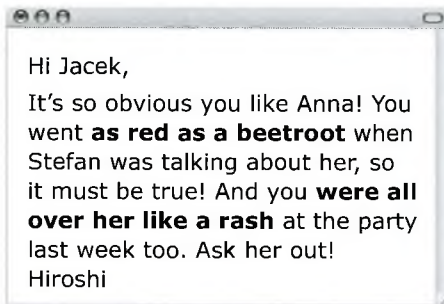 Hi Jacek,
It's so obvious you like Anna! You
went as red as a beetroot when
Stefan was talking about her, so
it must be true! And you were all
over her like a rash at the party
last week too. Ask her out!
Hiroshi